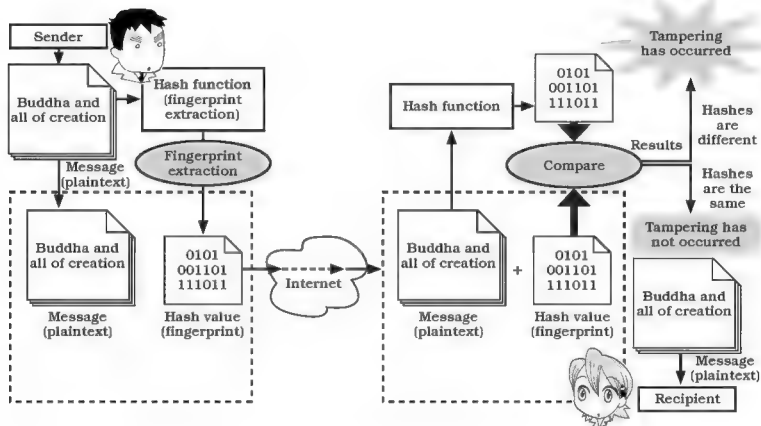 Sender
Buddha and
all of creation
Message
(plaintext)
Hash function
(fingerprint
extraction)
Fingerprint
extraction
Buddha and
all of creation
Message
(plaintext)
0101
001101
111011
Hash value
(fingerprint)
Internet
Hash function
0101
001101
111011
Compare
Buddha and
all of creation
Message
(plaintext)
+
0101
001101
111011
Hash value
(fingerprint)
Results
Tampering
has occurred
Hashes
are
different
Hashes
are the
same
Tampering has
not occurred
Buddha and
all of creation
Message
(plaintext)
Recipient